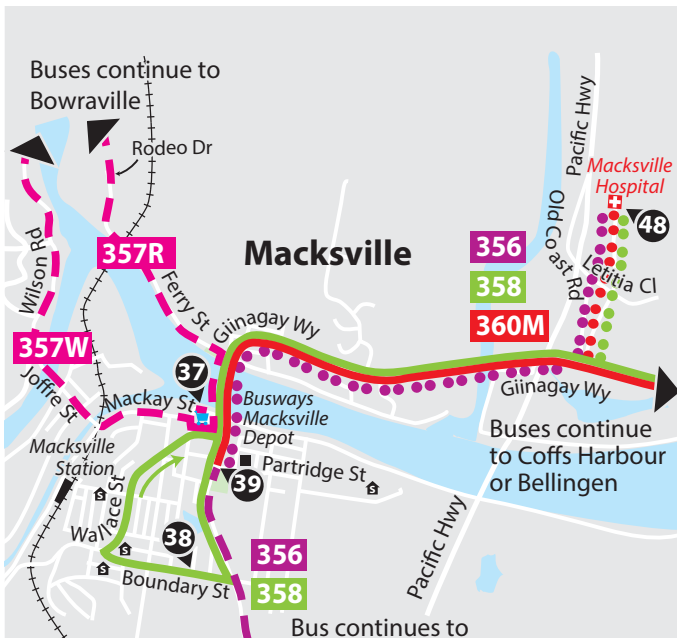 Buses continue to
Bowraville
Rodeo Dr
Pacific Hwy
Macksville
Hospital
48
Old Coast Rd
Letitia Cl
Wilson Rd
357R
Macksville
356
358
360M
Ferry St
Giinagay Wy
357W
Joffre St
37
Mackay St
Giinagay Wy
Busways
Macksville
Depot
Buses continue
to Coffs Harbour
or Bellingen
Macksville
Station
Partridge St
39
S
Wallace St
S
38
S
S
Boundary St
356
358
Pacific Hwy
Bus continues to